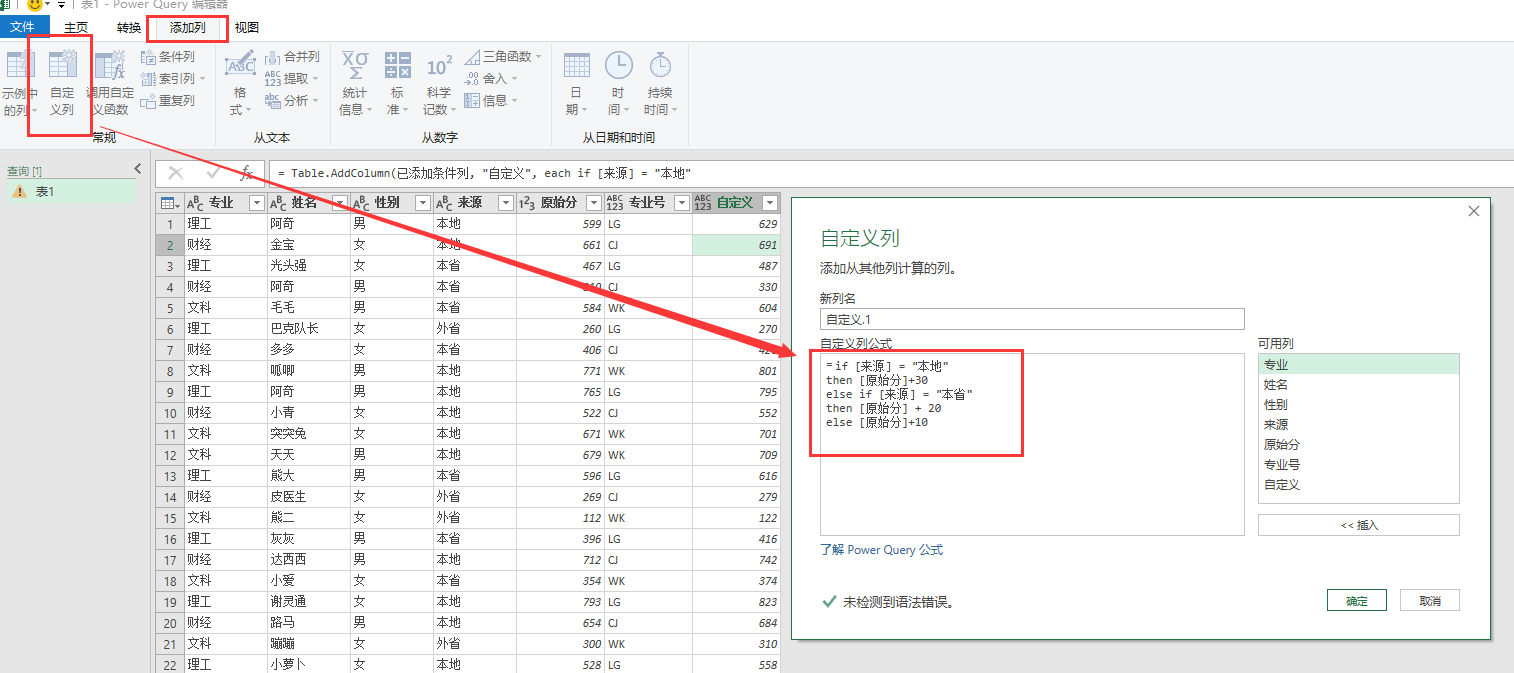 表1 - Power Query 编辑器
文件 主页 转换 添加列 视图
示例中的列 自定义列 调用自定义函数 条件列 索引列 重复列 常规
格式 ABC 合并列 ABC 123 提取 abc 分析 从文本
XO Σ 统计信息 标准 10² 科学记数 三角函数 .00 舍入 信息 从数字
日期 时间 持续时间 从日期和时间
查询 [1]
表1
fx = Table.AddColumn(已添加条件列, "自定义", each if [来源] = "本地"
ABC 专业 ABC 姓名 ABC 性别 ABC 来源 123 原始分 ABC 123 专业号 ABC 123 自定义
1 理工 阿奇 男 本地 599 LG 629
2 财经 金宝 女 本地 661 CJ 691
3 理工 光头强 女 本省 467 LG 487
4 财经 阿奇 男 本省 CJ 330
5 文科 毛毛 男 本省 584 WK 604
6 理工 巴克队长 女 外省 260 LG 270
7 财经 多多 女 本省 406 CJ
8 文科 呱唧 男 本地 771 WK 801
9 理工 阿奇 男 本地 765 LG 795
10 财经 小青 女 本地 522 CJ 552
11 文科 突突兔 女 本地 671 WK 701
12 文科 天天 男 本地 679 WK 709
13 理工 熊大 男 本省 596 LG 616
14 财经 皮医生 女 外省 269 CJ 279
15 文科 熊二 女 外省 112 WK 122
16 理工 灰灰 男 本省 396 LG 416
17 财经 达西西 男 本地 712 CJ 742
18 文科 小爱 女 本省 354 WK 374
19 理工 谢灵通 女 本地 793 LG 823
20 财经 路马 男 本地 654 CJ 684
21 文科 蹦蹦 女 外省 300 WK 310
22 理工 小萝卜 女 本地 528 LG 558
自定义列
添加从其他列计算的列。
新列名
自定义.1
自定义列公式
=if [来源] = "本地"
then [原始分]+30
else if [来源] = "本省"
then [原始分] + 20
else [原始分]+10
可用列
专业
姓名
性别
来源
原始分
专业号
自定义
<< 插入
了解 Power Query 公式
未检测到语法错误。
确定 取消